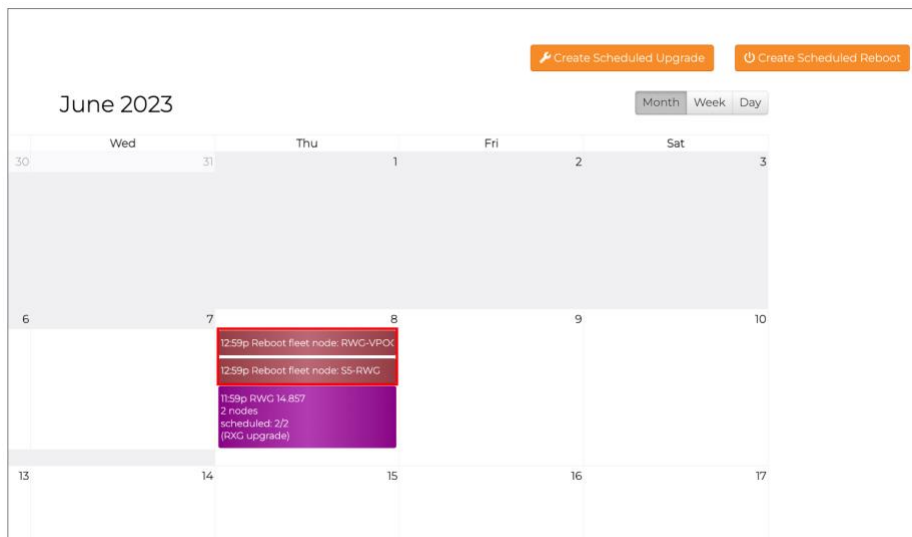 Create Scheduled Upgrade
Create Scheduled Reboot
June 2023
Month Week Day
Wed Thu Fri Sat
30 31 1 2 3
6 7 8 9 10
12:59p Reboot fleet node: RWG-VPO
12:59p Reboot fleet node: S5-RWG
11:59p RWG 14.857
2 nodes
scheduled: 2/2
(RXG upgrade)
13 14 15 16 17